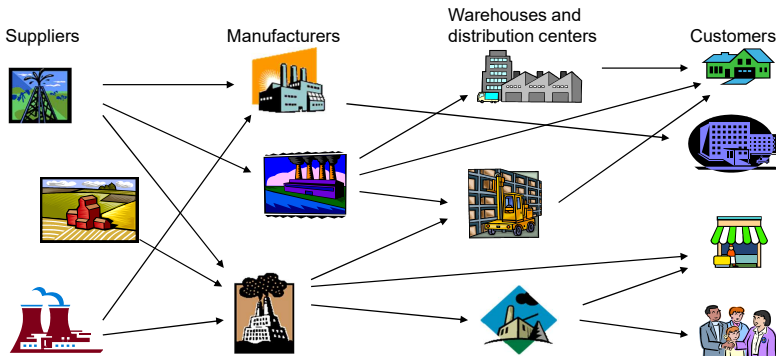 Suppliers
Manufacturers
Warehouses and
distribution centers
Customers